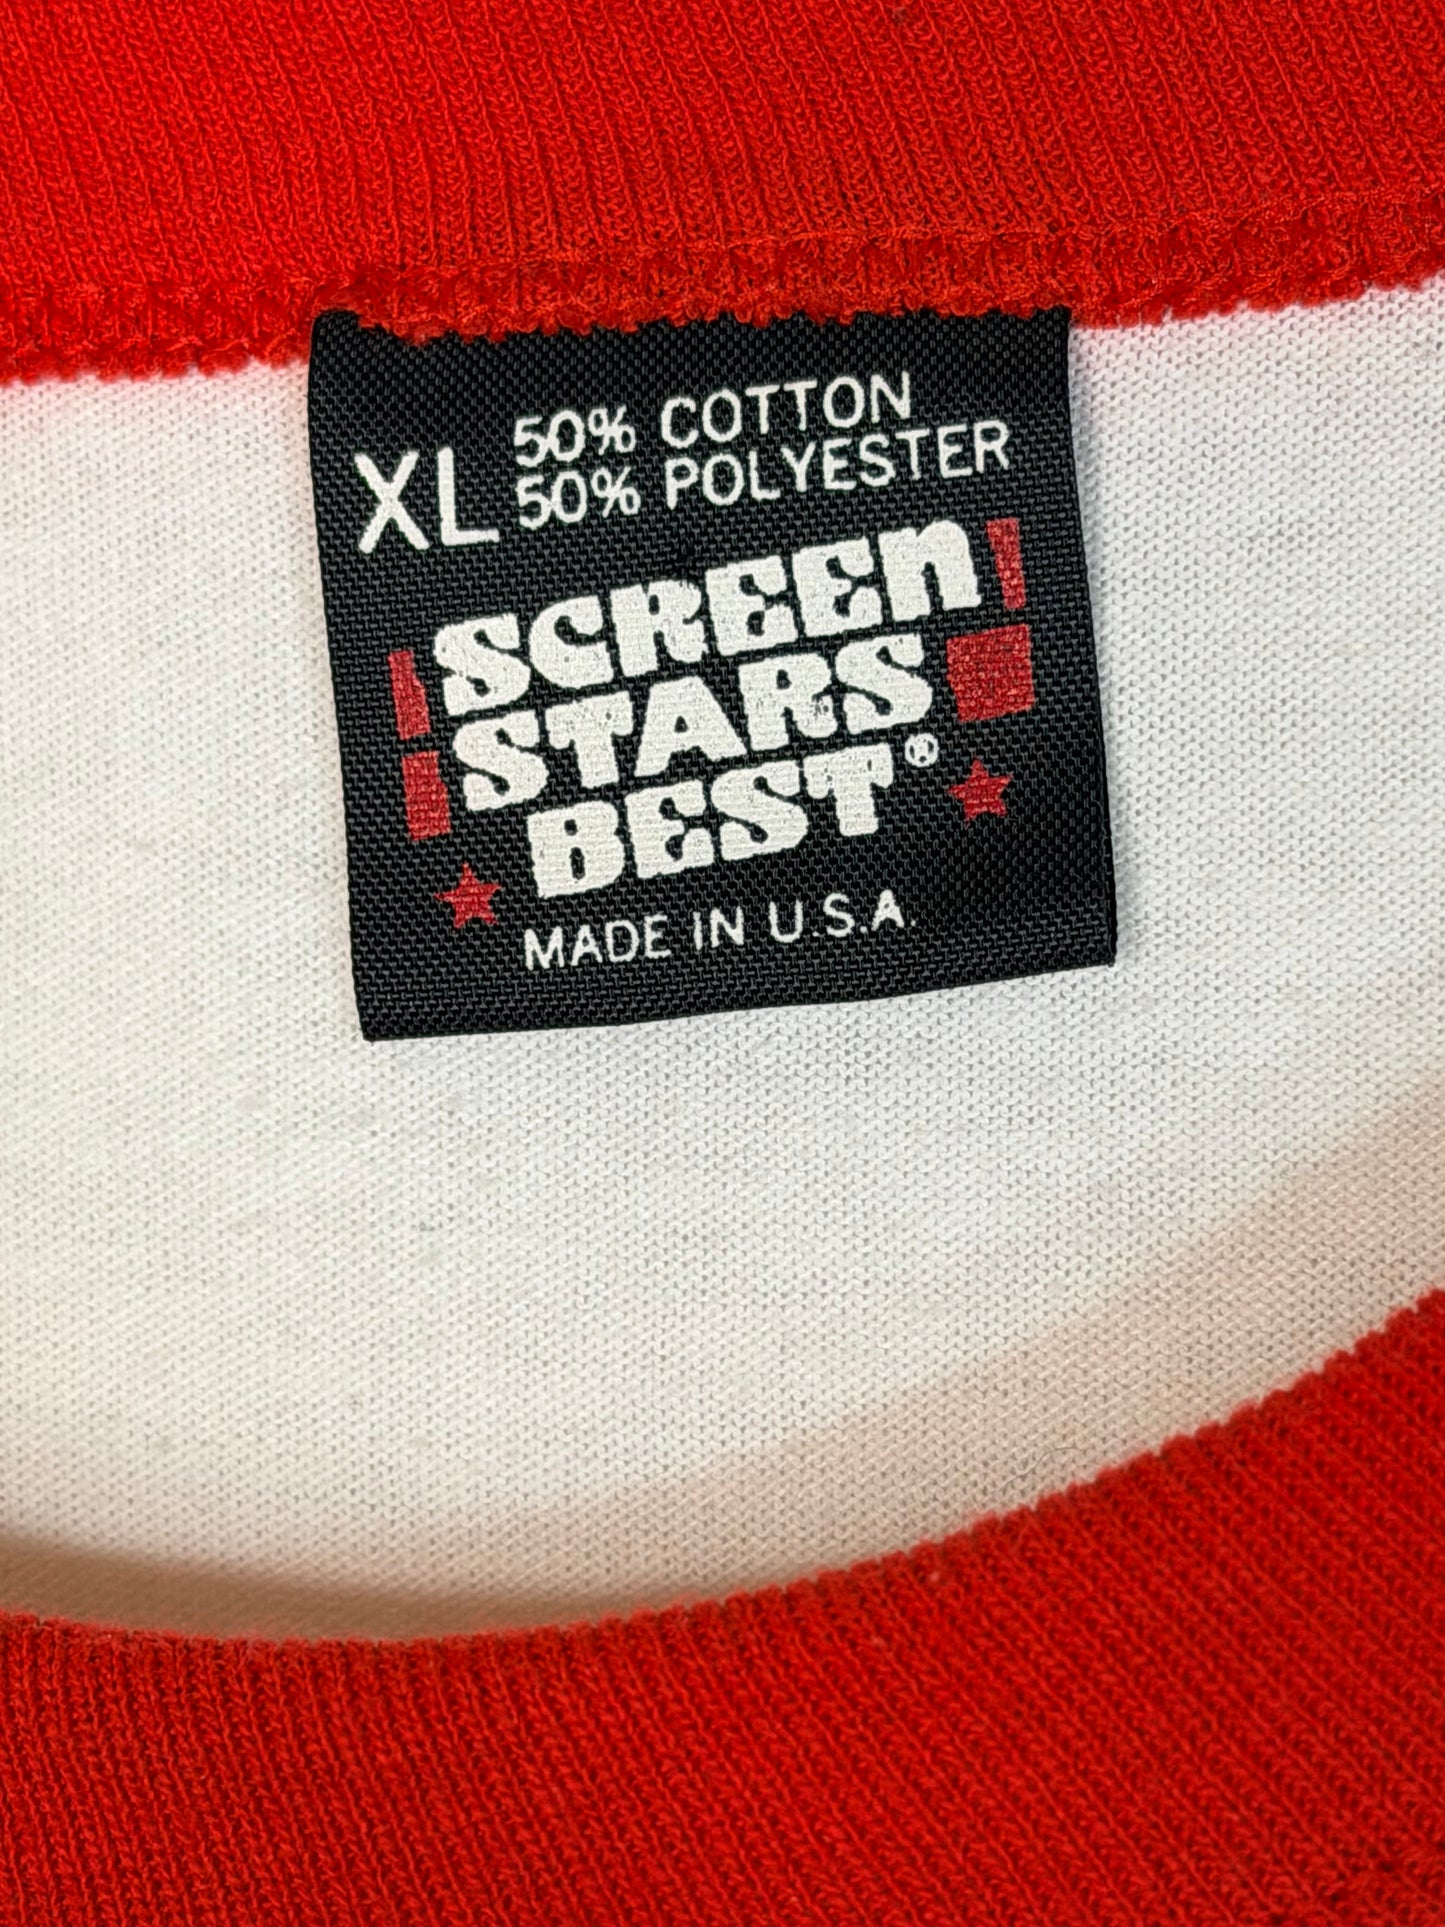 XL 50% COTTON
50% POLYESTER
SCREEN
STARS
BEST®
MADE IN U.S.A.